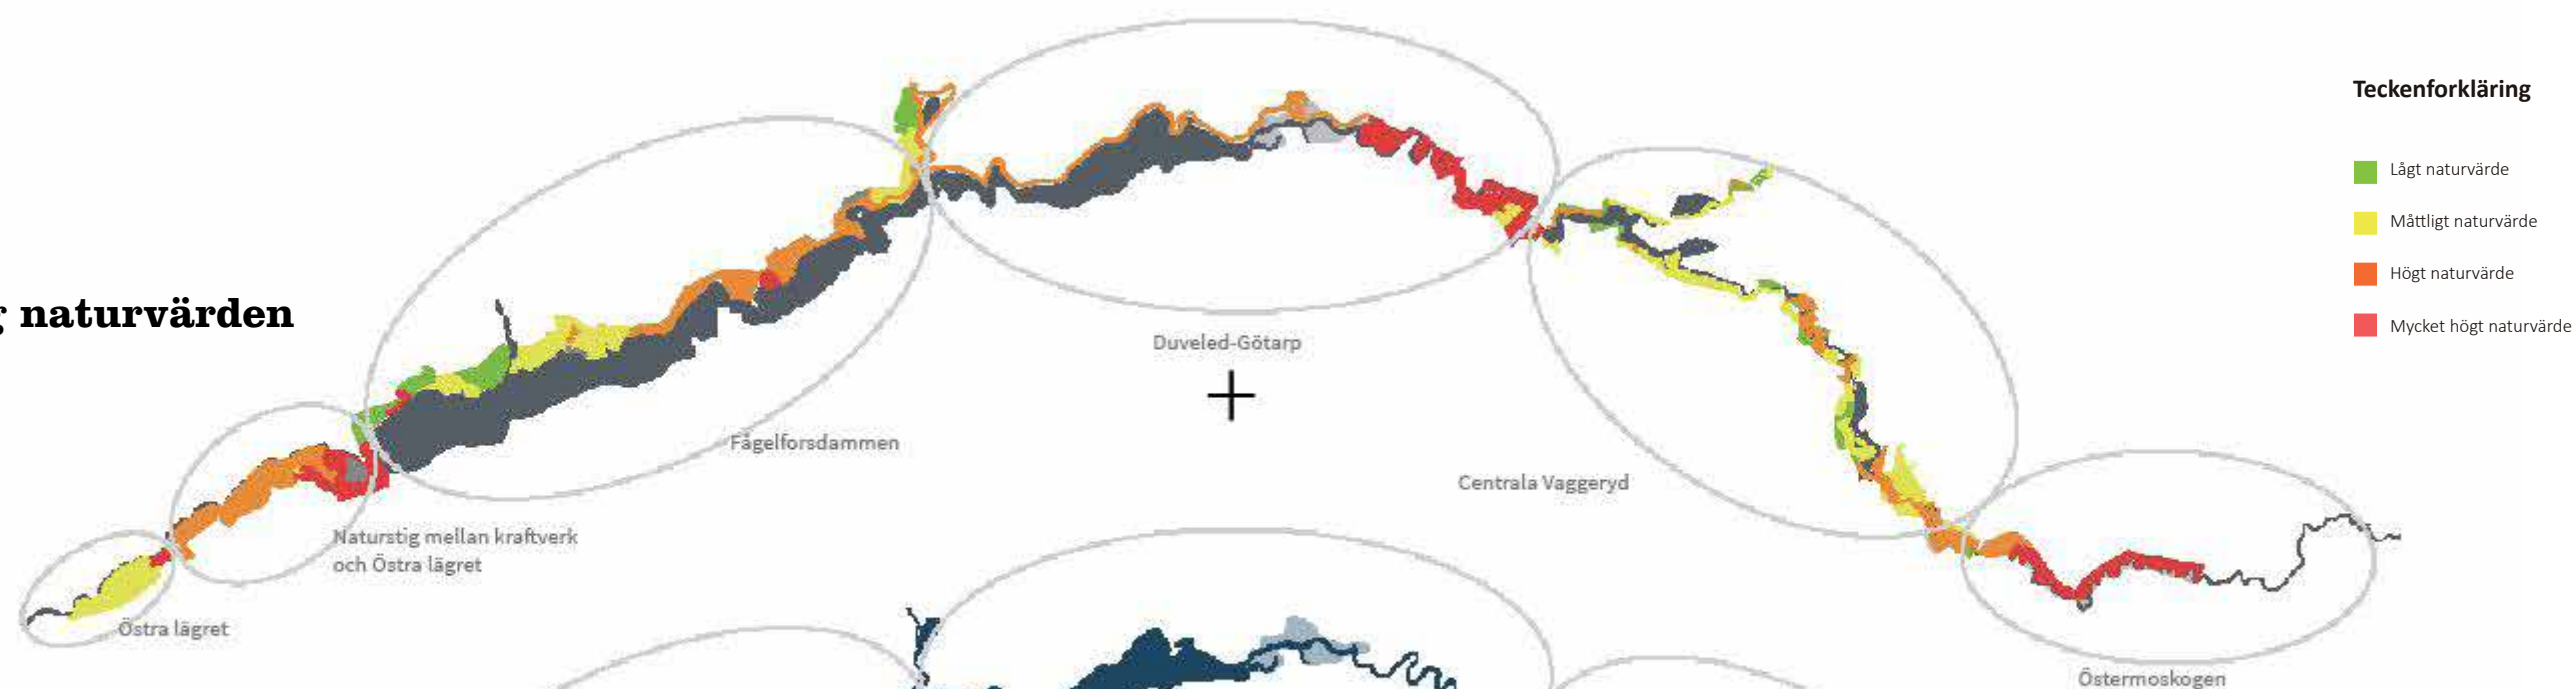 Teckenforkläring
Lågt naturvärde
Måttligt naturvärde
Högt naturvärde
Mycket högt naturvärde
g naturvärden
Duveled-Götarp
Fågelforsdammen
Centrala Vaggeryd
Naturstig mellan kraftverk
och Östra lägret
Östra lägret
Östermoskogen